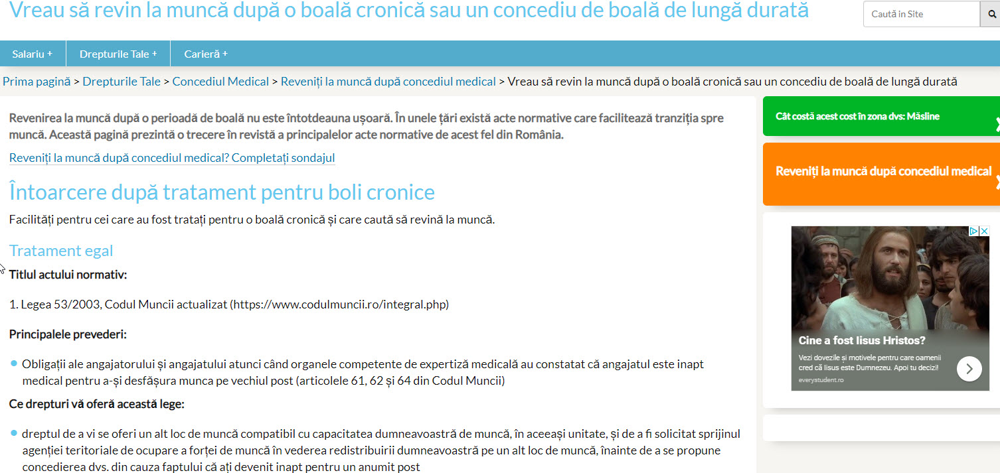 Vreau să revin la muncă după o boală cronică sau un concediu de boală de lungă durată
Caută in Site
Salariu +
Drepturile Tale +
Carieră +
Prima pagină > Drepturile Tale > Concediul Medical > Reveniți la muncă după concediul medical > Vreau să revin la muncă după o boală cronică sau un concediu de boală de lungă durată
Revenirea la muncă după o perioadă de boală nu este întotdeauna ușoară. În unele țări există acte normative care facilitează tranziția spre
muncă. Această pagină prezintă o trecere în revistă a principalelor acte normative de acest fel din România.
Reveniți la muncă după concediul medical? Completați sondajul
Întoarcere după tratament pentru boli cronice
Facilități pentru cei care au fost tratați pentru o boală cronică și care caută să revină la muncă.
Tratament egal
Titlul actului normativ:
1. Legea 53/2003, Codul Muncii actualizat (https://www.codulmuncii.ro/integral.php)
Principalele prevederi:
Obligații ale angajatorului și angajatului atunci când organele competente de expertiză medicală au constatat că angajatul este inapt
medical pentru a-și desfășura munca pe vechiul post (articolele 61, 62 și 64 din Codul Muncii)
Ce drepturi vă oferă această lege:
dreptul de a vi se oferi un alt loc de muncă compatibil cu capacitatea dumneavoastră de muncă, în aceeași unitate, și de a fi solicitat sprijinul
agenției teritoriale de ocupare a forței de muncă în vederea redistribuirii dumneavoastră pe un alt loc de muncă, înainte de a se propune
concedierea dvs. din cauza faptului că ați devenit inapt pentru un anumit post
Cât costă acest cost în zona dvs: Măsline
Reveniți la muncă după concediul medical
Cine a fost Iisus Hristos?
Vezi dovezile și motivele pentru care oamenii
cred că Iisus este Dumnezeu. Apoi tu decizi!
everystudent.ro